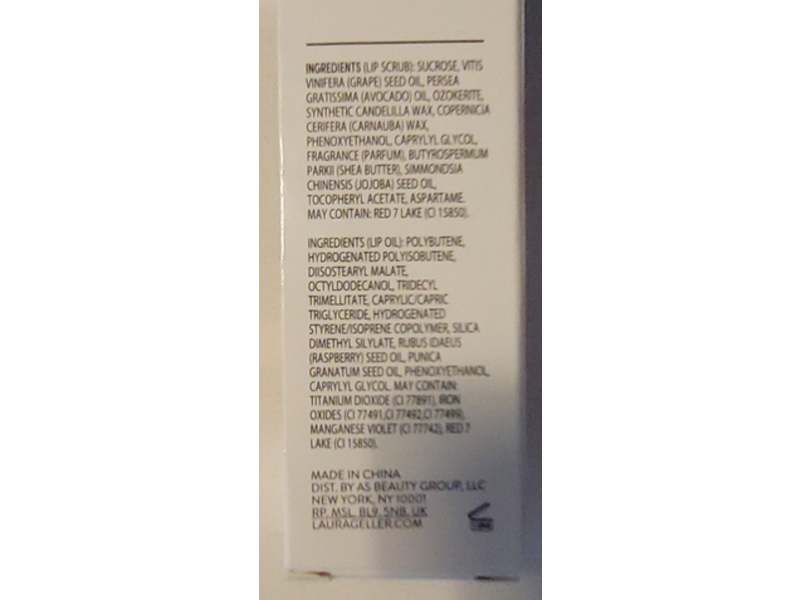 INGREDIENTS (LIP SCRUB): SUCROSE, VITIS
VINIFERA (GRAPE) SEED OIL, PERSEA
GRATISSIMA (AVOCADO) OIL, OZOKERITE,
SYNTHETIC CANDELILLA WAX, COPERNICIA
CERIFERA (CARNAUBA) WAX,
PHENOXYETHANOL, CAPRYLYL GLYCOL,
FRAGRANCE (PARFUM), BUTYROSPERMUM
PARKII (SHEA BUTTER), SIMMONDSIA
CHINENSIS (JOJOBA) SEED OIL,
TOCOPHERYL ACETATE, ASPARTAME.
MAY CONTAIN: RED 7 LAKE (CI 15850).
INGREDIENTS (LIP OIL): POLYBUTENE,
HYDROGENATED POLYISOBUTENE,
DIISOSTEARYL MALATE,
OCTYLDODECANOL, TRIDECYL
TRIMELLITATE, CAPRYLIC/CAPRIC
TRIGLYCERIDE, HYDROGENATED
STYRENE/ISOPRENE COPOLYMER, SILICA
DIMETHYL SILYLATE, RUBUS IDAEUS
(RASPBERRY) SEED OIL, PUNICA
GRANATUM SEED OIL, PHENOXYETHANOL,
CAPRYLYL GLYCOL. MAY CONTAIN:
TITANIUM DIOXIDE (CI 77891), IRON
OXIDES (CI 77491,CI 77492,CI 77499),
MANGANESE VIOLET (CI 77742), RED 7
LAKE (CI 15850).
MADE IN CHINA
DIST. BY AS BEAUTY GROUP, LLC
NEW YORK, NY 10001
RP. MSL. BL9. 5NB. UK
LAURAGELLER.COM